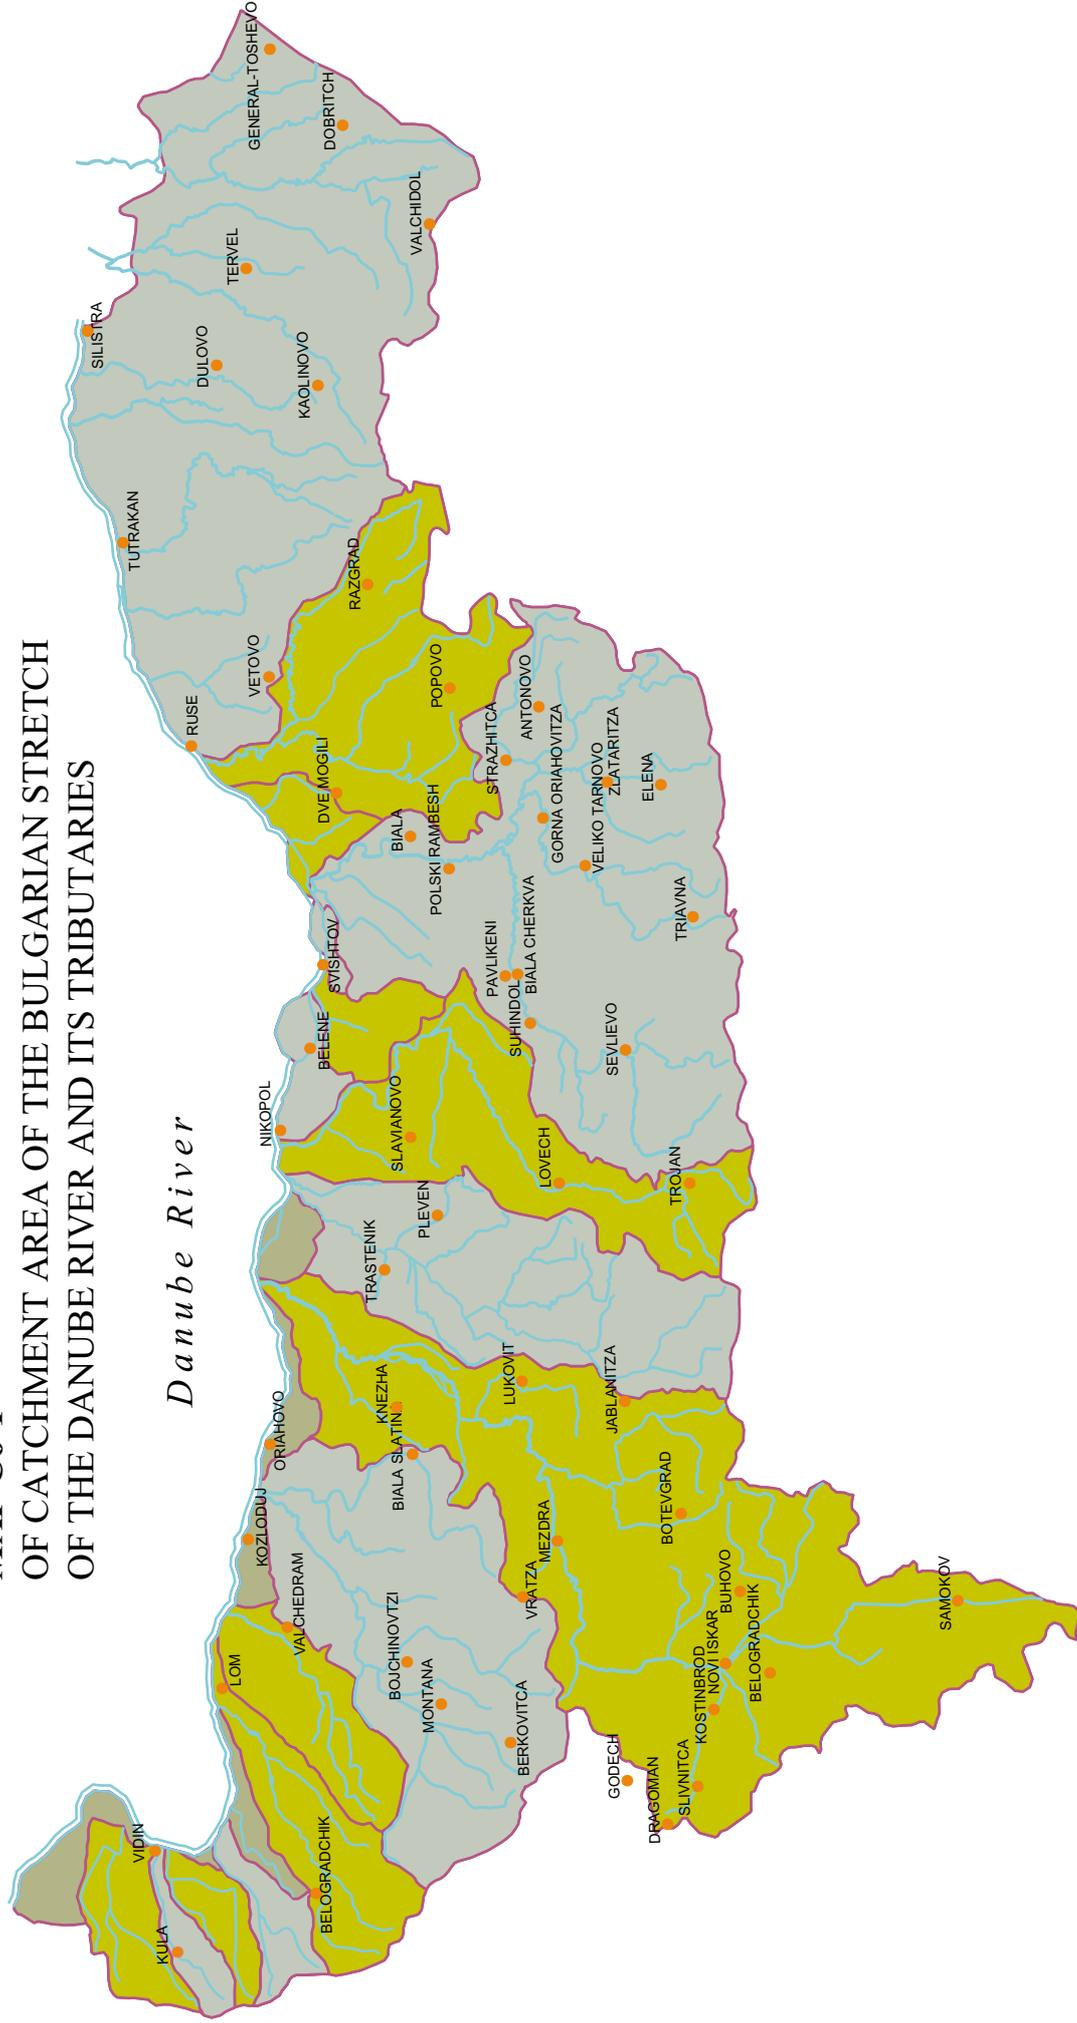 OF CATCHMENT AREA OF THE BULGARIAN STRETCH
OF THE DANUBE RIVER AND ITS TRIBUTARIES
Danube River
VIDIN
KULA
BELOGRADCHIK
LOM
VALCHEDRAM
KOZLODUJ
ORIAHOVO
BOJCHINOVTZI
MONTANA
BERKOVITCA
BIALA SLATIN
KNEZHA
VRATZA
MEZDRA
LUKOVIT
JABLANITZA
BOTEVGRAD
GODECH
DRAGOMAN
SLIVNITCA
KOSTINBROD
NOVI ISKAR
BUHOVO
BELOGRADCHIK
SAMOKOV
TRASTENIK
PLEVEN
NIKOPOL
SLAVIANOVO
LOVECH
TROJAN
BELENE
SVISHTOV
SUHINDOL
PAVLIKENI
BIALA CHERKVA
SEVLIEVO
TRIAVNA
BIALA
POLSKI RAMBESH
GORNA ORIAHOVITZA
VELIKO TARNOVO
ZLATARITZA
ELENA
STRAZHITCA
ANTONOVO
DVE MOGILI
RUSE
VETOVO
POPOVO
RAZGRAD
TUTRAKAN
SILISTRA
DULOVO
KAOLINOVO
TERVEL
VALCHIDOL
DOBRITCH
GENERAL-TOSHEVO